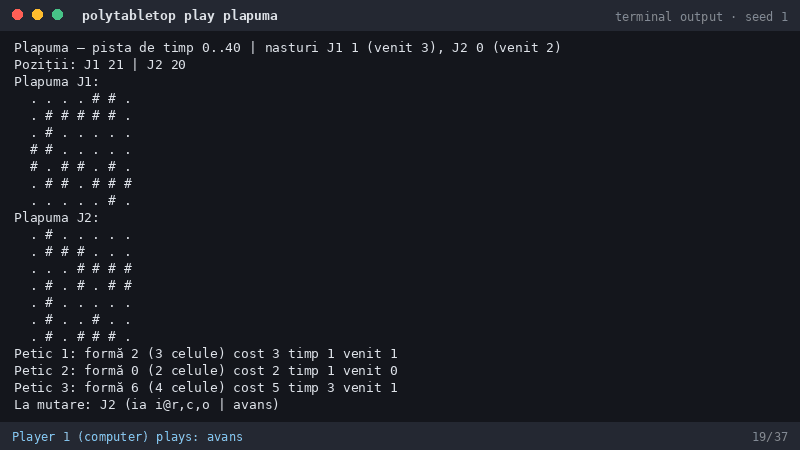 polytabletop play plapuma
terminal output · seed 1
Plapuma — pista de timp 0..40 | nasturi J1 1 (venit 3), J2 0 (venit 2)
Poziții: J1 21 | J2 20
Plapuma J1:
. . . . # # .
. # # # # # .
. # . . . . .
# # . . . . .
# . # # . # .
. # # . # # #
. . . . . # .
Plapuma J2:
. # . . . . .
. # # # . . .
. . . # # # #
. # . # . # #
. # . . . . .
. # . . # . .
. # . # # # .
Petic 1: formă 2 (3 celule) cost 3 timp 1 venit 1
Petic 2: formă 0 (2 celule) cost 2 timp 1 venit 0
Petic 3: formă 6 (4 celule) cost 5 timp 3 venit 1
La mutare: J2 (ia i@r,c,o | avans)
Player 1 (computer) plays: avans
19/37